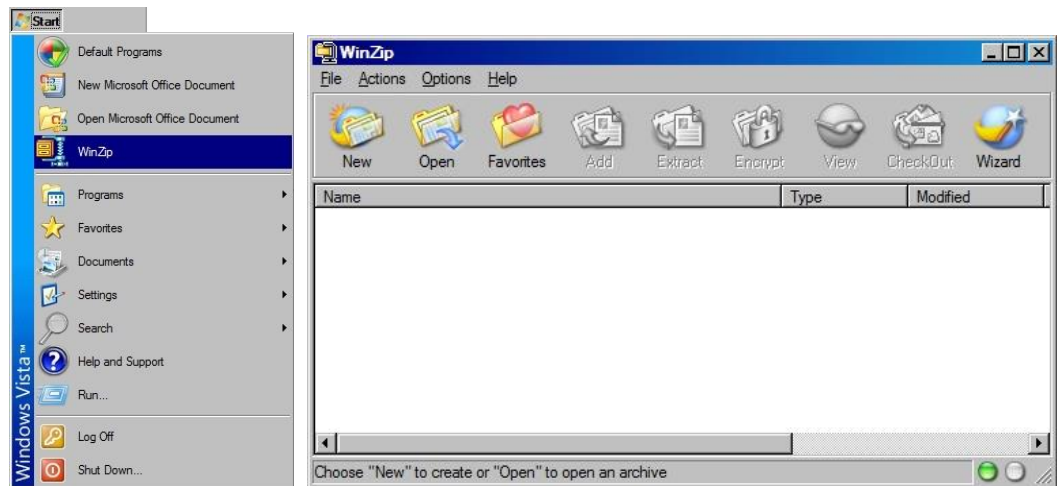 Start
Default Programs
New Microsoft Office Document
Open Microsoft Office Document
WinZip
Programs
Favorites
Documents
Settings
Search
Help and Support
Run...
Log Off
Shut Down...
Windows Vista™
WinZip
File Actions Options Help
New Open Favorites Add Extract Encrypt View CheckOut Wizard
Name Type Modified
Choose "New" to create or "Open" to open an archive